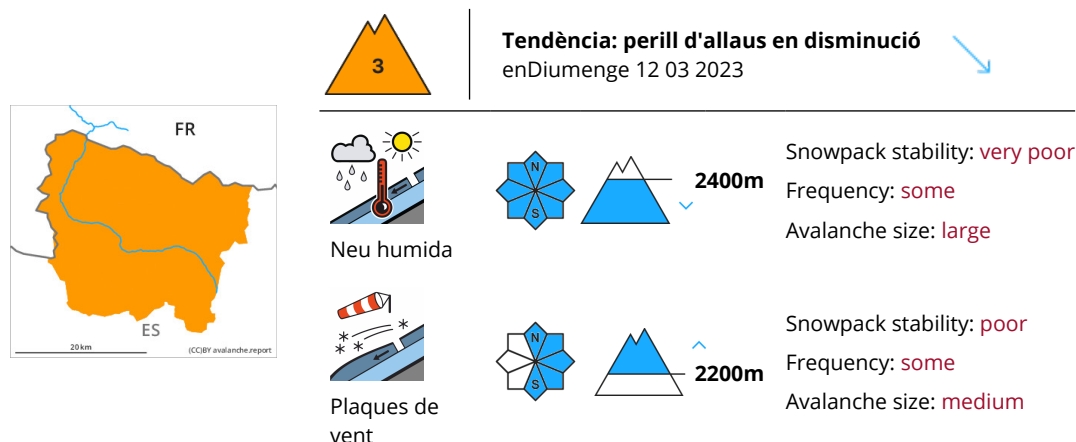 3
Tendència: perill d'allaus en disminució
enDiumenge 12 03 2023
FR
ES
20 km
(CC)BY avalanche.report
Neu humida
N
S
2400m
Snowpack stability: very poor
Frequency: some
Avalanche size: large
Plaques de
vent
N
S
2200m
Snowpack stability: poor
Frequency: some
Avalanche size: medium